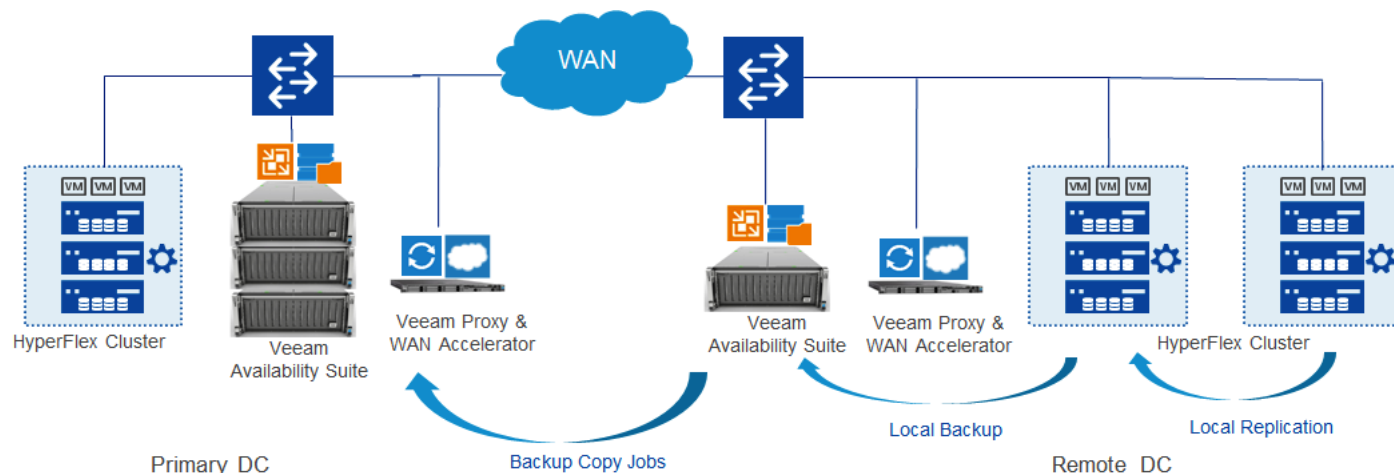 WAN
VM VM VM
HyperFlex Cluster
Veeam
Availability Suite
Veeam Proxy &
WAN Accelerator
Veeam
Availability Suite
Veeam Proxy &
WAN Accelerator
VM VM VM
VM VM VM
HyperFlex Cluster
Backup Copy Jobs
Local Backup
Local Replication
Primary DC
Remote DC